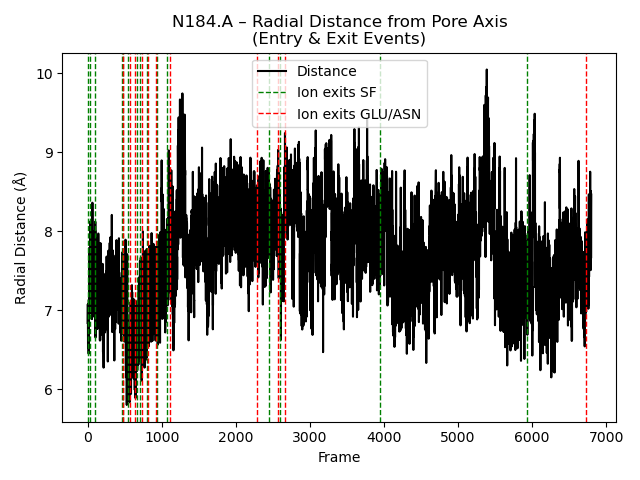 N184.A – Radial Distance from Pore Axis
(Entry & Exit Events)
Distance
Ion exits SF
Ion exits GLU/ASN
Radial Distance (Å)
10
9
8
7
6
0 1000 2000 3000 4000 5000 6000 7000
Frame